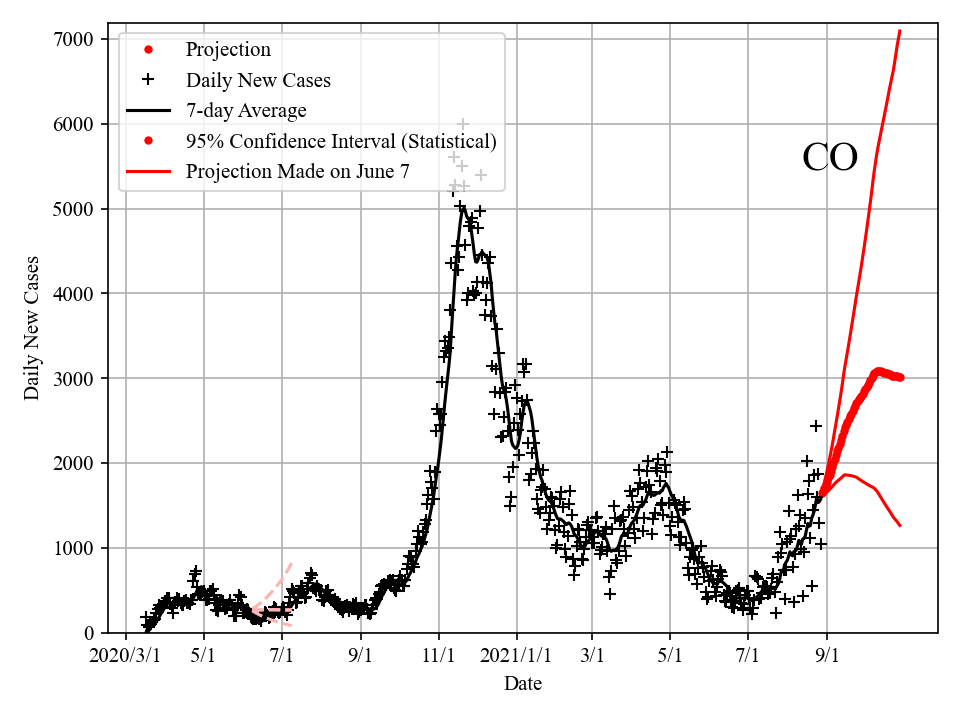 7000
6000
5000
4000
3000
2000
1000
0
Daily New Cases
Projection
Daily New Cases
7-day Average
95% Confidence Interval (Statistical)
Projection Made on June 7
CO
2020/3/1 5/1 7/1 9/1 11/1 2021/1/1 3/1 5/1 7/1 9/1
Date